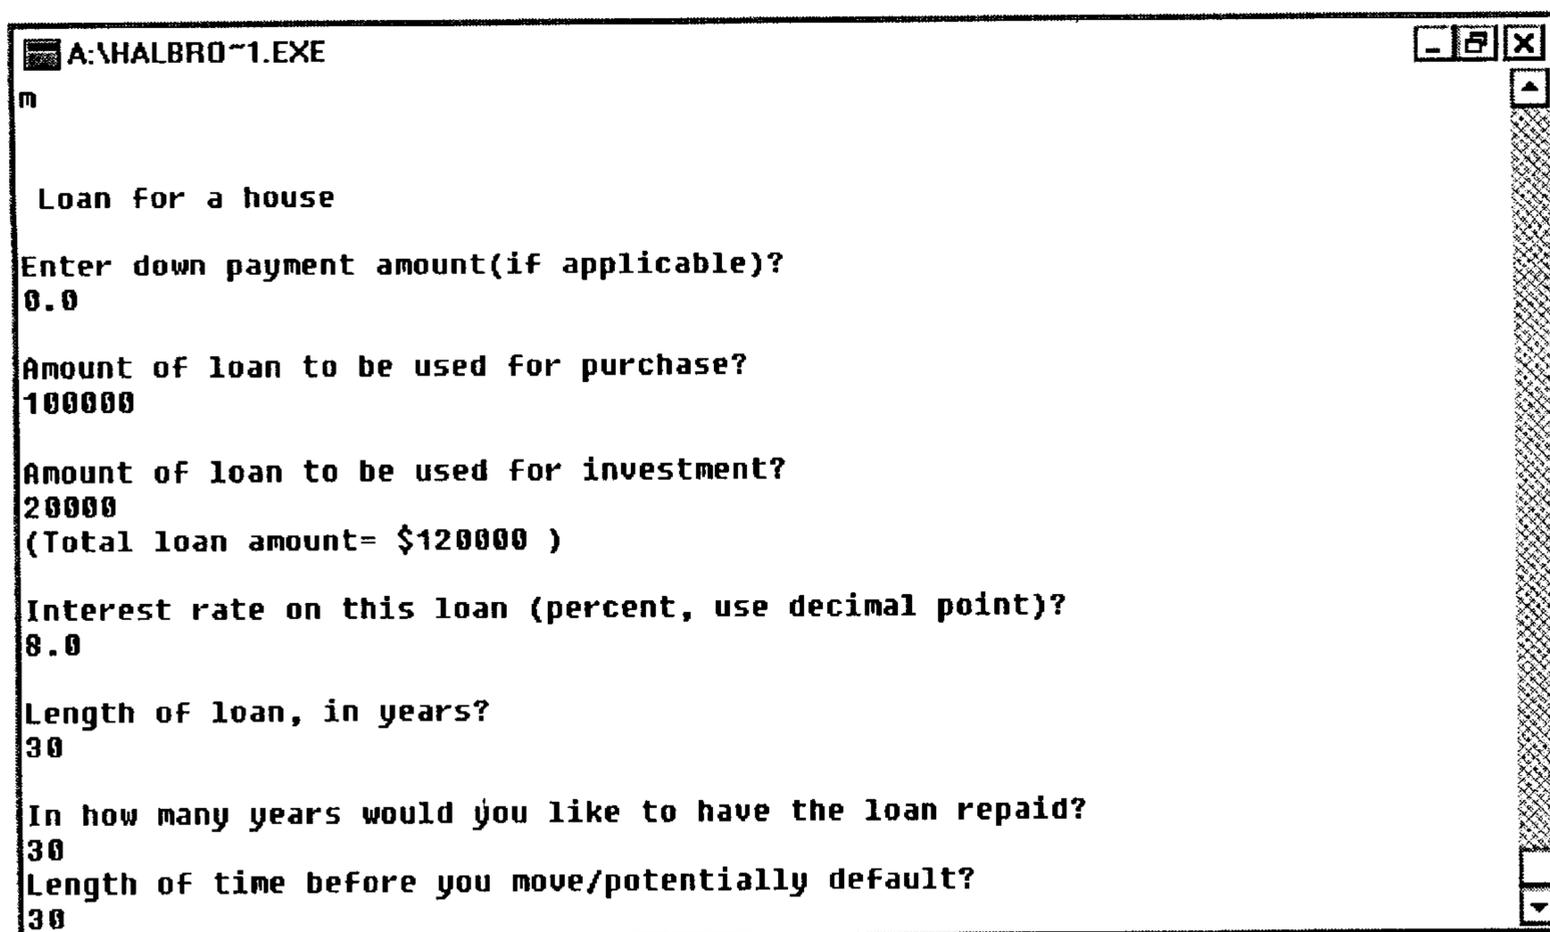 A:\HALBRO~1.EXE
m
Loan for a house
Enter down payment amount(if applicable)?
0.0
Amount of loan to be used for purchase?
100000
Amount of loan to be used for investment?
20000
(Total loan amount= $120000 )
Interest rate on this loan (percent, use decimal point)?
8.0
Length of loan, in years?
30
In how many years would you like to have the loan repaid?
30
Length of time before you move/potentially default?
30